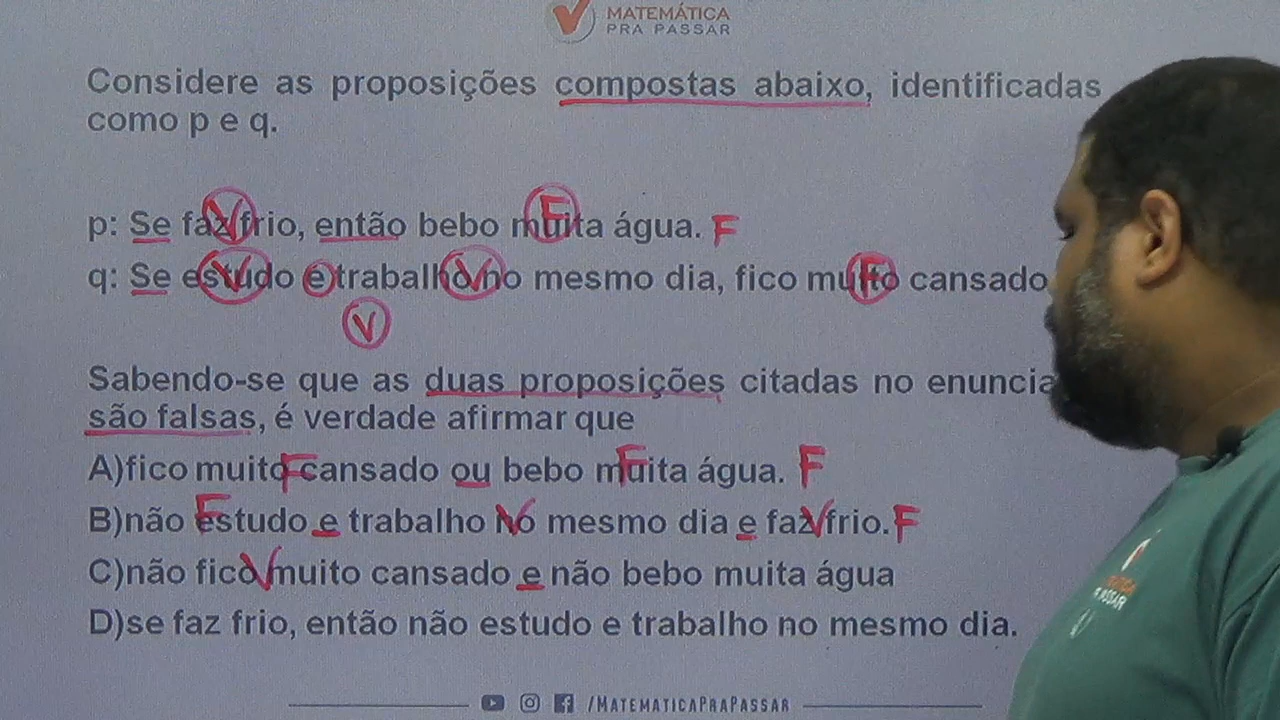 MATEMÁTICA
PRA PASSAR
Considere as proposições compostas abaixo, identificadas
como p e q.
V F
p: Se faz frio, então bebo muita água. F
V V F
q: Se estudo e trabalho no mesmo dia, fico muito cansado
V
Sabendo-se que as duas proposições citadas no
são falsas, é verdade afirmar que
F F
A)fico muito cansado ou bebo muita água. F
F V V
B)não estudo e trabalho no mesmo dia e faz frio. F
V
C)não fico muito cansado e não bebo muita água
D)se faz frio, então não estudo e trabalho no mesmo dia.
/MATEMATICAPRAPASSAR